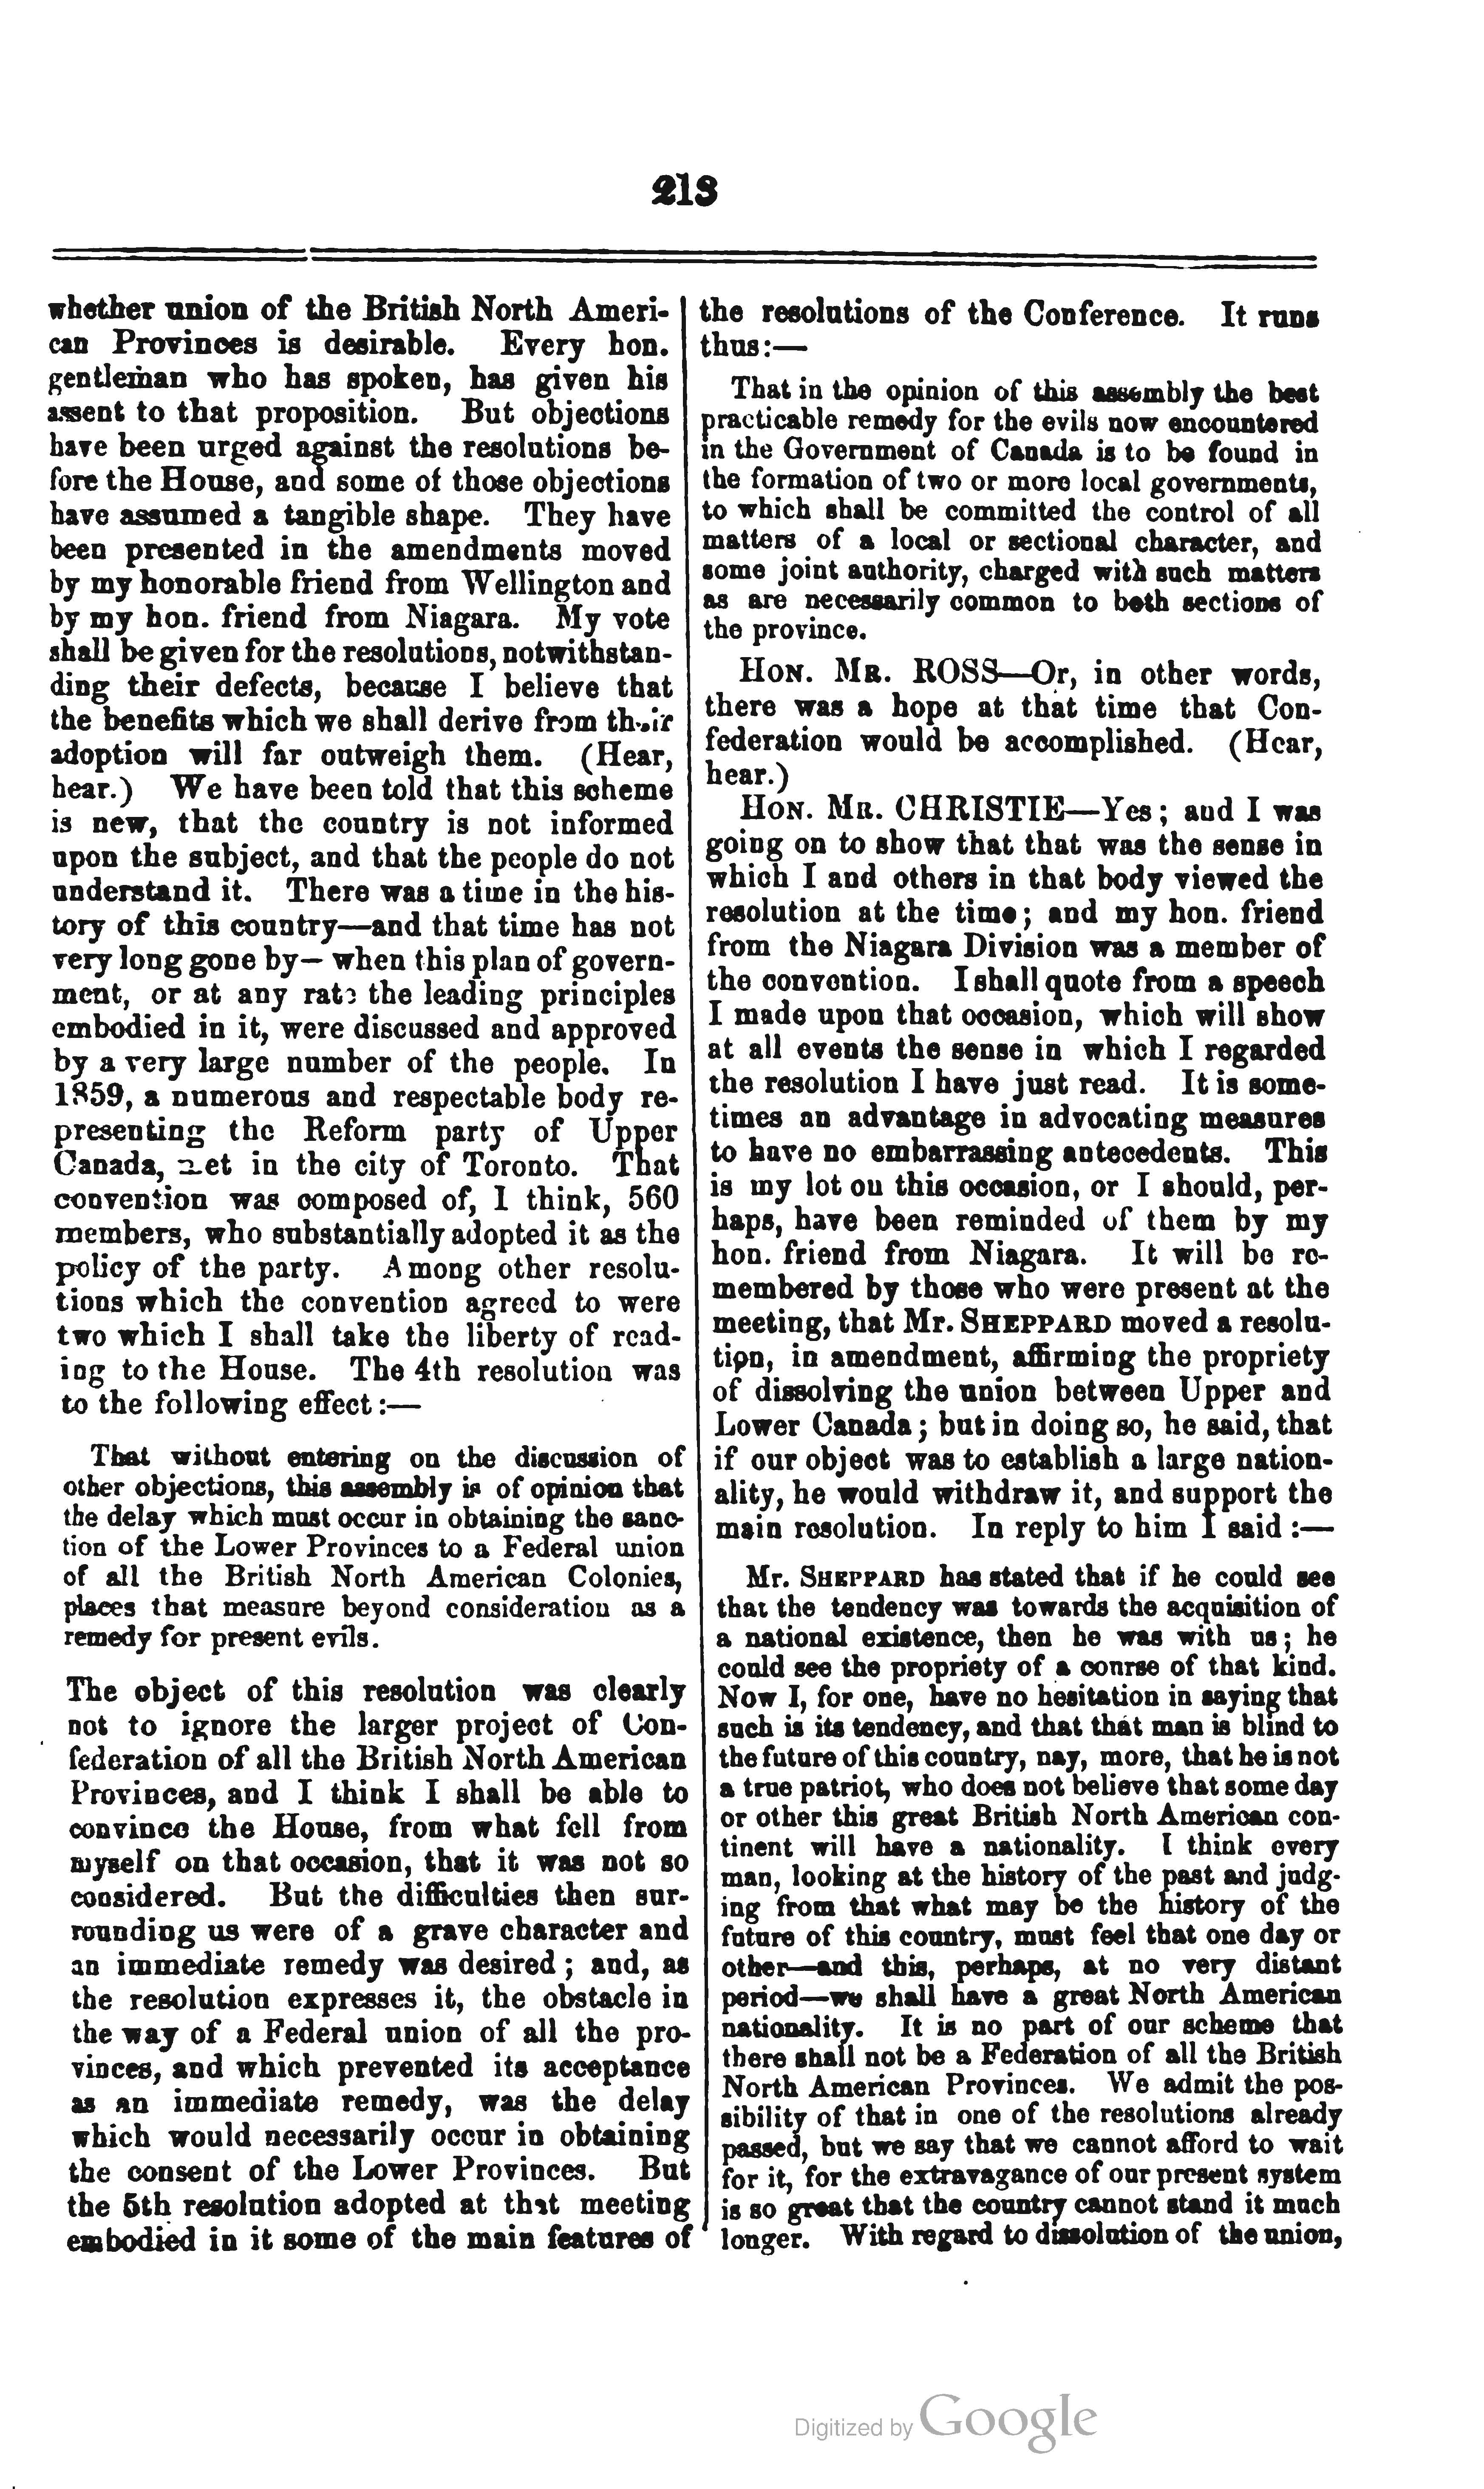 213
whether union of the British North Ameri-
can Provinces is desirable. Every hon.
gentleman who has spoken, has given his
assent to that proposition. But objections
have been urged against the resolutions be-
fore the House, and some of those objections
have assumed a tangible shape. They have
been presented in the amendments moved
by my honorable friend from Wellington and
by my hon. friend from Niagara. My vote
shall be given for the resolutions, notwithstan-
ding their defects, because I believe that
the benefits which we shall derive from their
adoption will far outweigh them. (Hear,
hear.) We have been told that this scheme
is new, that the country is not informed
upon the subject, and that the people do not
understand it. There was a time in the his-
tory of this country—and that time has not
very long gone by—when this plan of govern-
ment, or at any rate the leading principles
embodied in it, were discussed and approved
by a very large number of the people. In
1859, a numerous and respectable body re-
presenting the Reform party of Upper
Canada, met in the city of Toronto. That
convention was composed of, I think, 560
members, who substantially adopted it as the
policy of the party. Among other resolu-
tions which the convention agreed to were
two which I shall take the liberty of read-
ing to the House. The 4th resolution was
to the following effect:—
That without entering on the discussion of
other objections, this assembly is of opinion that
the delay which must occur in obtaining the sanc-
tion of the Lower Provinces to a Federal union
of all the British North American Colonies,
places that measure beyond consideration as a
remedy for present evils.
The object of this resolution was clearly
not to ignore the larger project of Con-
federation of all the British North American
Provinces, and I think I shall be able to
convince the House, from what fell from
myself on that occasion, that it was not so
considered. But the difficulties then sur-
rounding us were of a grave character and
an immediate remedy was desired; and, as
the resolution expresses it, the obstacle in
the way of a Federal union of all the pro-
vinces, and which prevented its acceptance
as an immediate remedy, was the delay
which would necessarily occur in obtaining
the consent of the Lower Provinces. But
the 5th resolution adopted at that meeting
embodied in it some of the main features of
the resolutions of the Conference. It runs
thus:—
That in the opinion of this assembly the best
practicable remedy for the evils now encountered
in the Government of Canada is to be found in
the formation of two or more local governments,
to which shall be committed the control of all
matters of a local or sectional character, and
some joint authority, charged with such matters
as are necessarily common to both sections of
the province.
HON. MR. ROSS—Or, in other words,
there was a hope at that time that Con-
federation would be accomplished. (Hear,
hear.)
HON. MR. CHRISTIE—Yes; and I was
going on to show that that was the sense in
which I and others in that body viewed the
resolution at the time; and my hon. friend
from the Niagara Division was a member of
the convention. I shall quote from a speech
I made upon that occasion, which will show
at all events the sense in which I regarded
the resolution I have just read. It is some-
times an advantage in advocating measures
to have no embarrassing antecedents. This
is my lot on this occasion, or I should, per-
haps, have been reminded of them by my
hon. friend from Niagara. It will be re-
membered by those who were present at the
meeting, that Mr. SHEPPARD moved a resolu-
tion, in amendment, affirming the propriety
of dissolving the union between Upper and
Lower Canada; but in doing so, he said, that
if our object was to establish a large nation-
ality, he would withdraw it, and support the
main resolution. In reply to him I said:—
Mr. SHEPPARD has stated that if he could see
that the tendency was towards the acquisition of
a national existence, then he was with us; he
could see the propriety of a course of that kind.
Now I, for one, have no hesitation in saying that
such is its tendency, and that that man is blind to
the future of this country, nay, more, that he is not
a true patriot, who does not believe that some day
or other this great British North American con-
tinent will have a nationality. I think every
man, looking at the history of the past and judg-
ing from that what may be the history of the
future of this country, must feel that one day or
other—and this, perhaps, at no very distant
period—we shall have a great North American
nationality. It is no part of our scheme that
there shall not be a Federation of all the British
North American Provinces. We admit the pos-
sibility of that in one of the resolutions already
passed, but we say that we cannot afford to wait
for it, for the extravagance of our present system
is so great that the country cannot stand it much
longer. With regard to dissolution of the union,
Digitized by Google